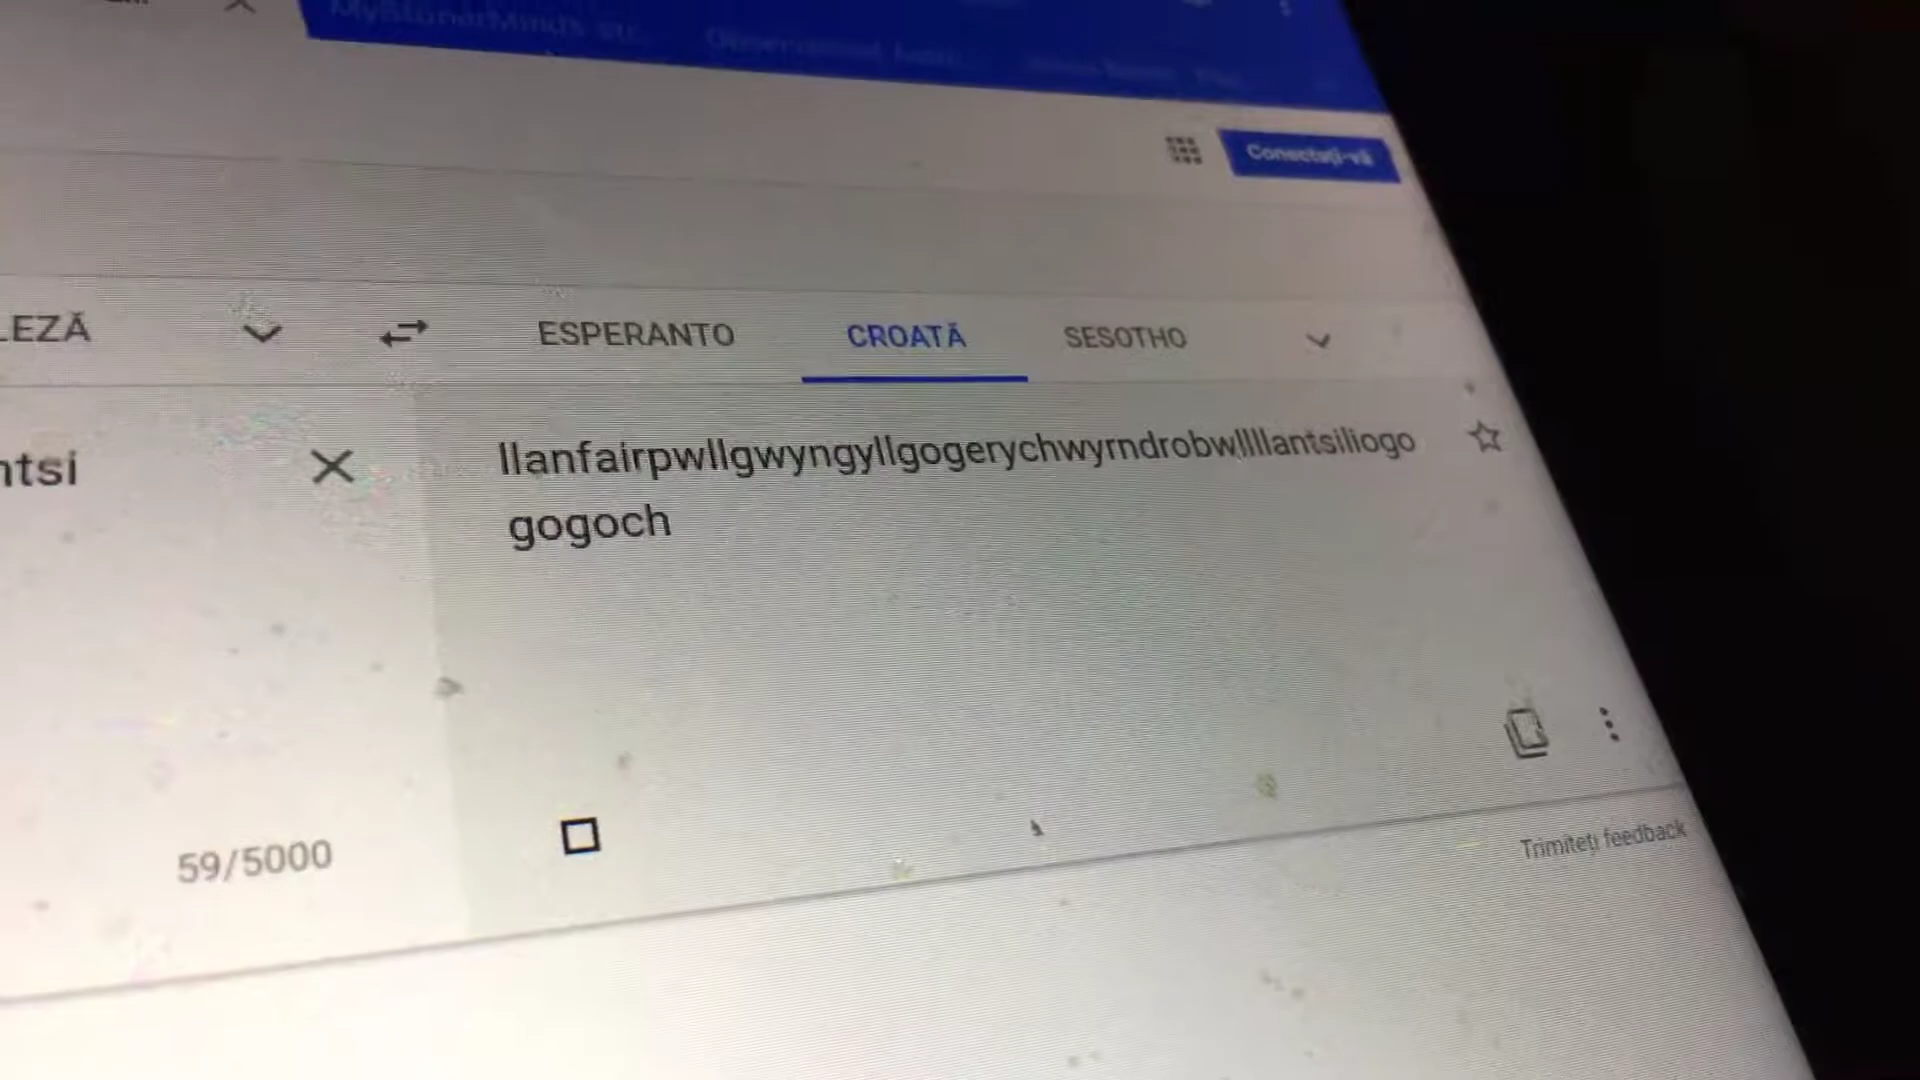 Conectați-vă
LEZĂ
ESPERANTO
CROATĂ
SESOTHO
ntsi
llanfairpwllgwyngyllgogerychwyrndrobwllllantsiliogo
gogoch
59/5000
Trimiteți feedback